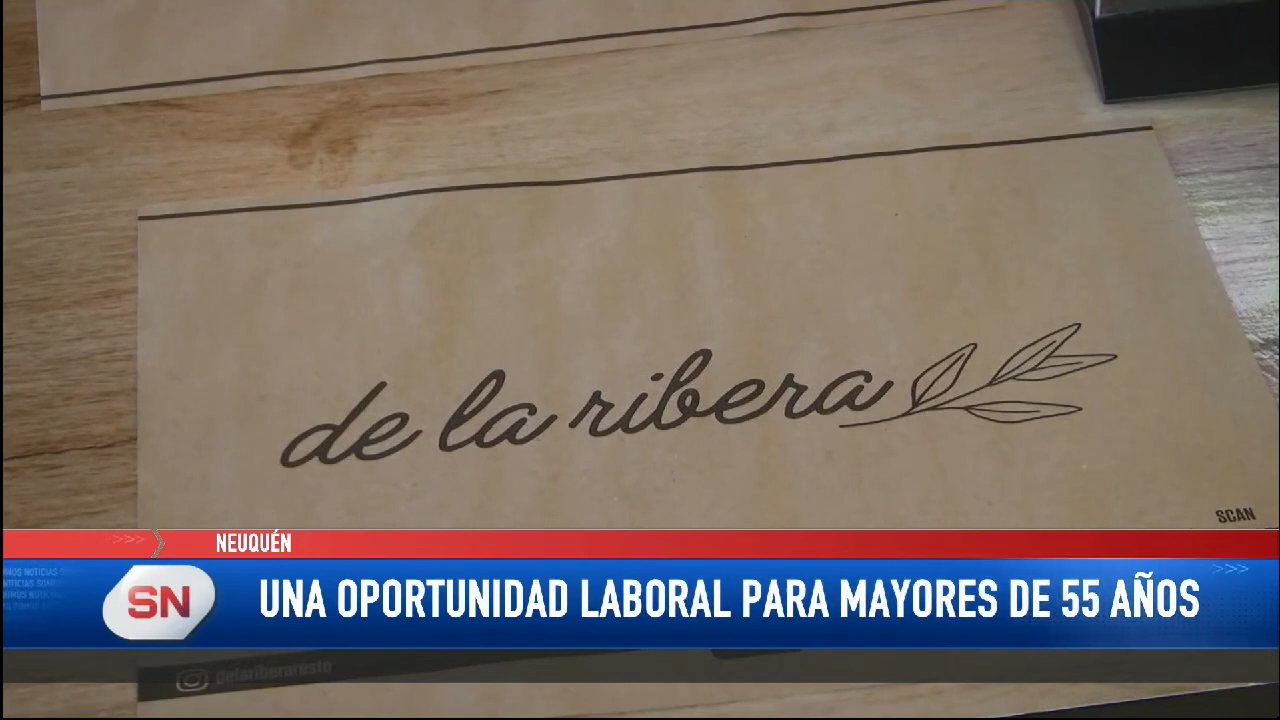 de la ribera
SCAN
NEUQUÉN
SN
UNA OPORTUNIDAD LABORAL PARA MAYORES DE 55 AÑOS